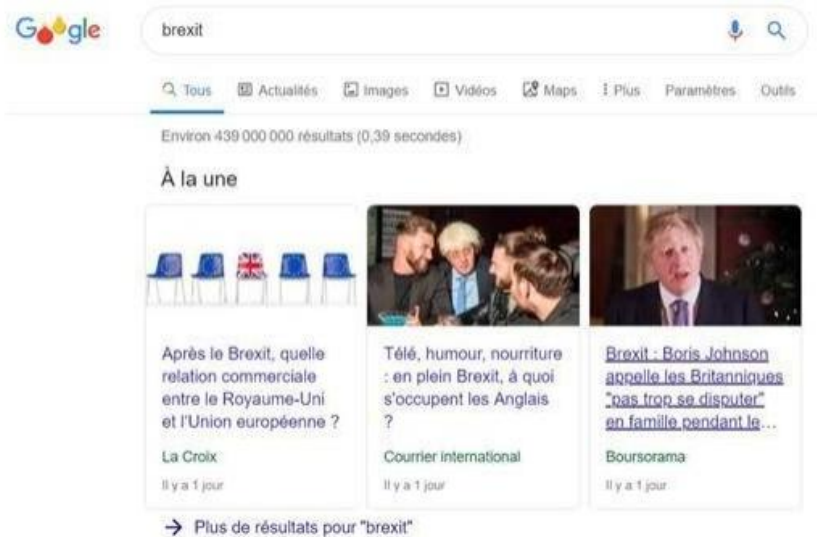 Google
brexit
Tous Actualités Images Vidéos Maps Plus Paramètres Outils
Environ 439 000 000 résultats (0,39 secondes)
À la une
Après le Brexit, quelle
relation commerciale
entre le Royaume-Uni
et l'Union européenne ?
La Croix
Il y a 1 jour
Télé, humour, nourriture
: en plein Brexit, à quoi
s'occupent les Anglais
?
Courrier international
Il y a 1 jour
Brexit : Boris Johnson
appelle les Britanniques
"pas trop se disputer"
en famille pendant le...
Boursorama
Il y a 1 jour
→ Plus de résultats pour "brexit"